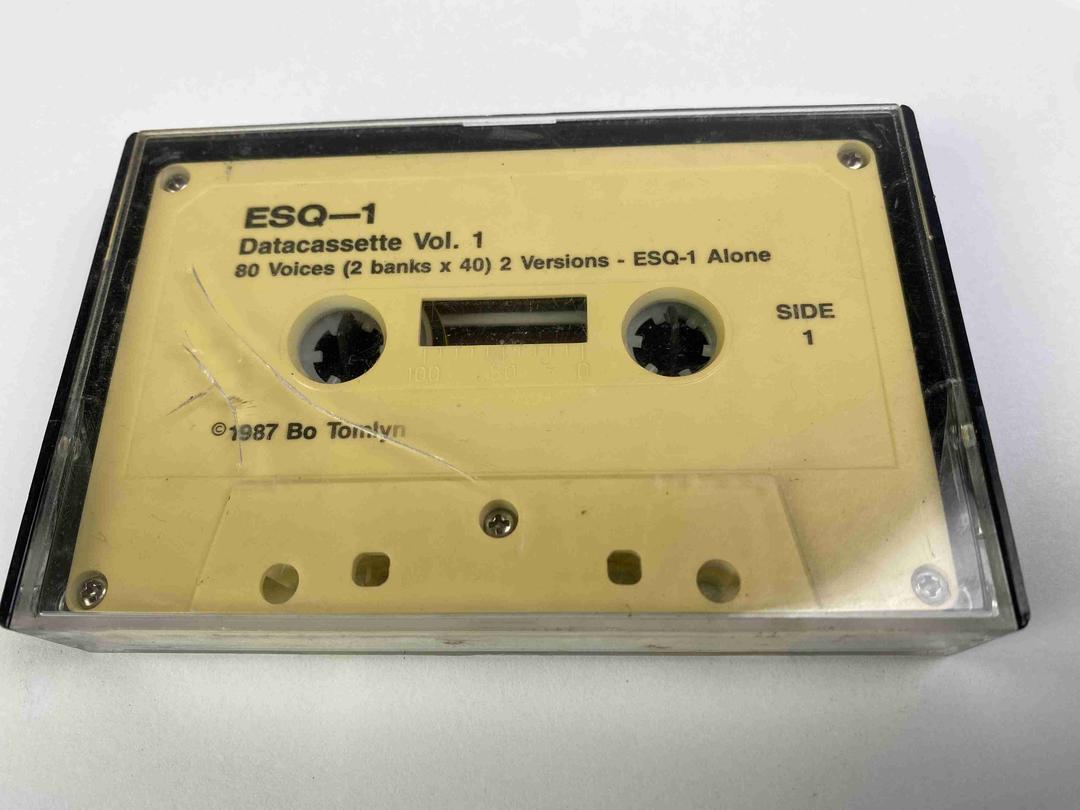 ESQ—1
Datacassette Vol. 1
80 Voices (2 banks x 40) 2 Versions - ESQ-1 Alone
SIDE
1
100 50 0
©1987 Bo Tomlyn